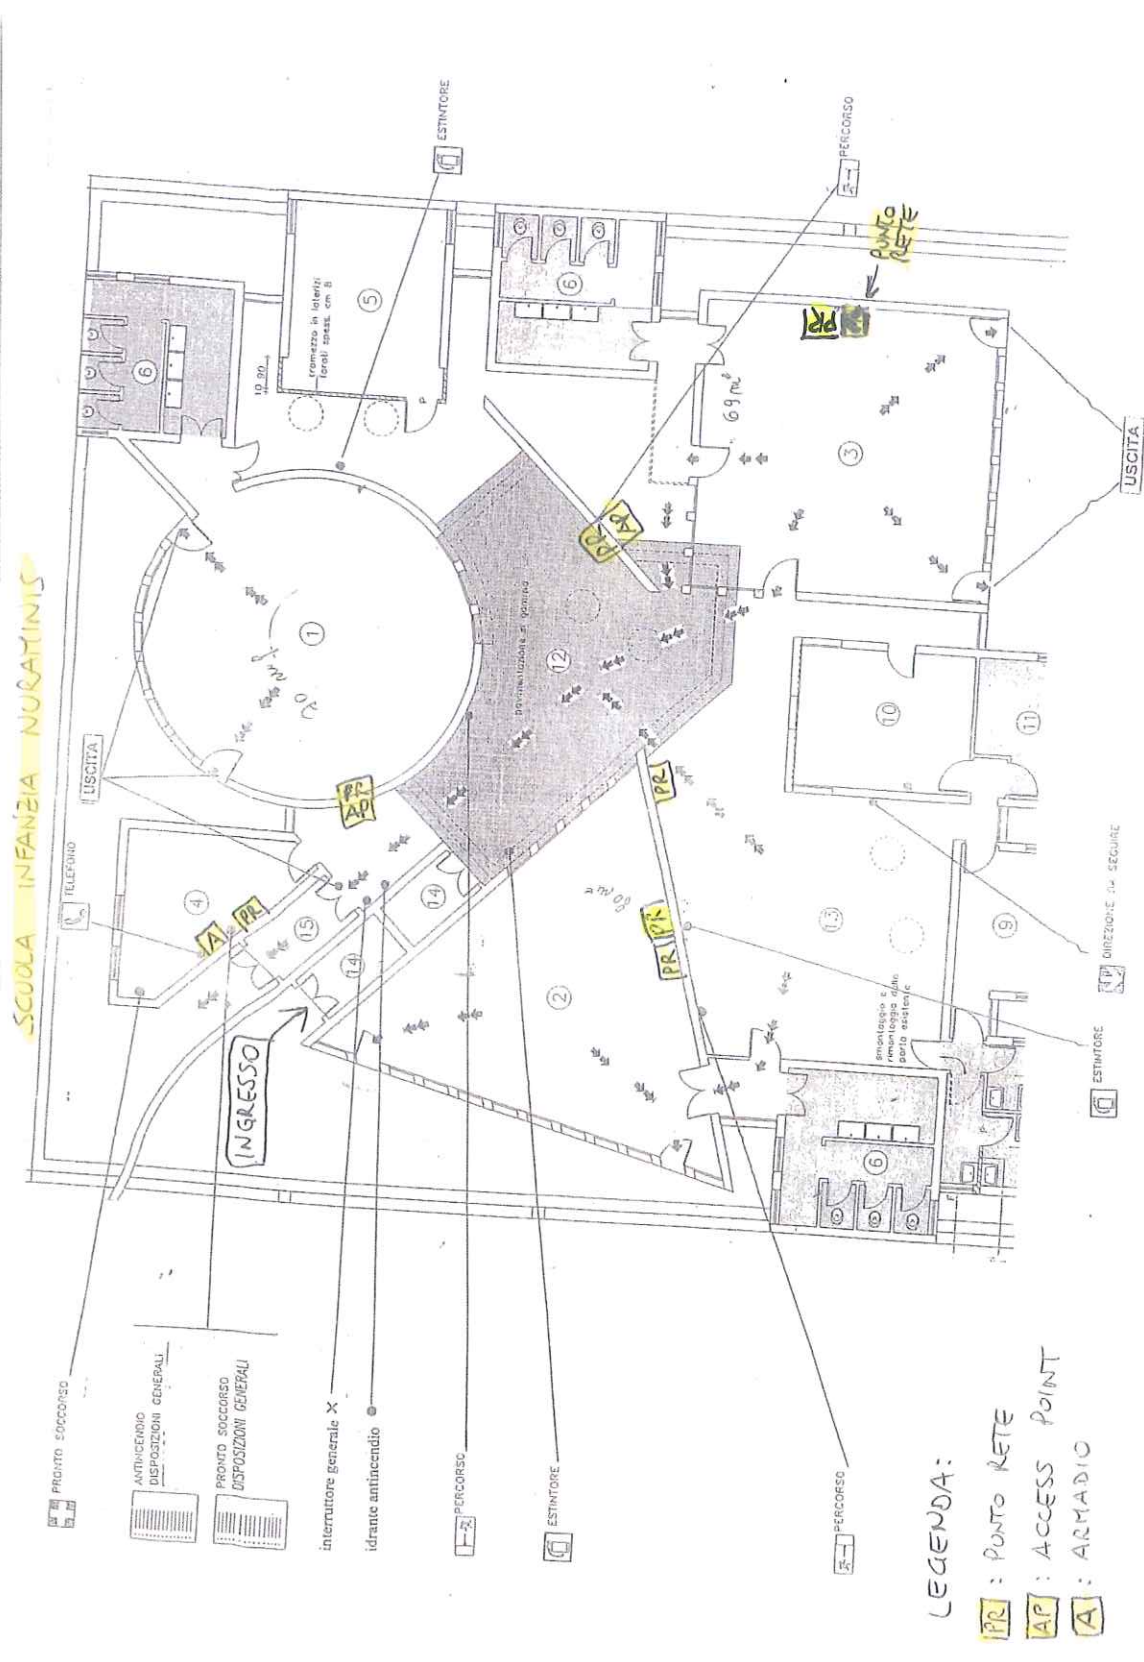 SCUOLA INFANZIA NURAMINIS
TELEFONO
USCITA
ESTINTORE
PRONTO SOCCORSO
ANTINCENDIO
DISPOSIZIONI GENERALI
PRONTO SOCCORSO
DISPOSIZIONI GENERALI
interruttore generale X
idrante antincendio
PERCORSO
ESTINTORE
PERCORSO
INGRESSO
A
PR
4
15
14
14
AP
1
6
10 90
tramezzo in laterizi
forati spess. cm 8
5
P
6
pavimentazione in gomma
12
PR
PERCORSO
PUNTO
RETE
PR
69 m²
3
USCITA
2
60 m²
PR
PR
PR
13
smontaggio e
rimontaggio della
porta esistente
10
11
9
6
DIREZIONE DA SEGUIRE
ESTINTORE
LEGENDA:
PR : PUNTO RETE
AP : ACCESS POINT
A : ARMADIO